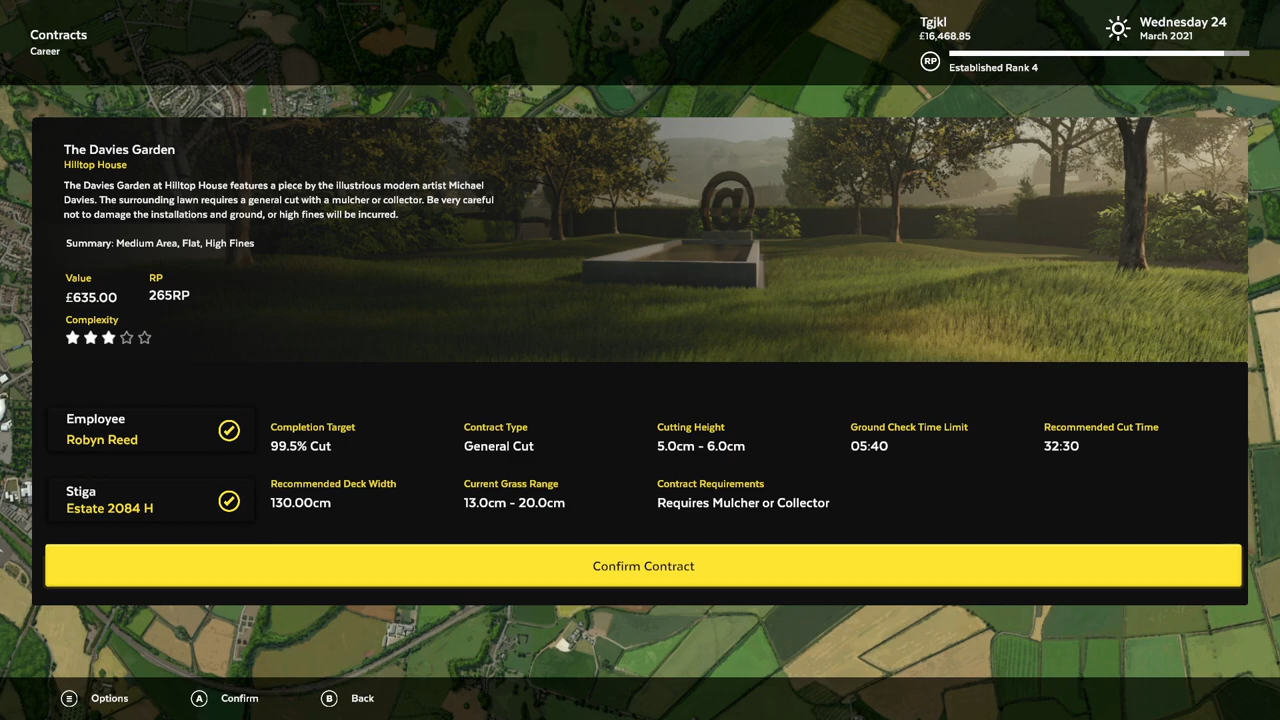 Contracts
Career
Tgjkl
£16,468.85
Wednesday 24
March 2021
RP
Established Rank 4
The Davies Garden
Hilltop House
The Davies Garden at Hilltop House features a piece by the illustrious modern artist Michael
Davies. The surrounding lawn requires a general cut with a mulcher or collector. Be very careful
not to damage the installations and ground, or high fines will be incurred.
Summary: Medium Area, Flat, High Fines
Value
RP
£635.00
265RP
Complexity
@
Employee
Robyn Reed
Completion Target
Contract Type
Cutting Height
Ground Check Time Limit
Recommended Cut Time
99.5% Cut
General Cut
5.0cm - 6.0cm
05:40
32:30
Stiga
Estate 2084 H
Recommended Deck Width
Current Grass Range
Contract Requirements
130.00cm
13.0cm - 20.0cm
Requires Mulcher or Collector
Confirm Contract
Options
A Confirm
B Back